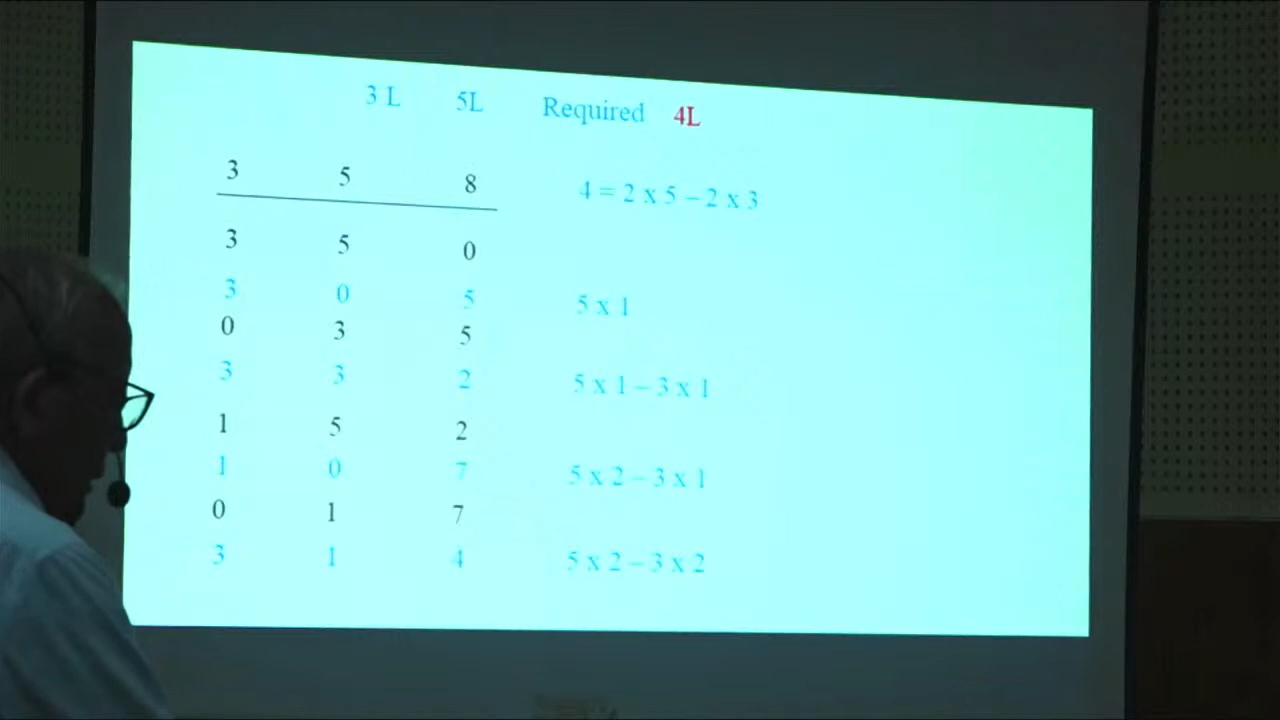 3 L 5L Required 4L
3 5 8 4 = 2 x 5 – 2 x 3
3 5 0
3 0 5 5 x 1
0 3 5
3 3 2 5 x 1 – 3 x 1
1 5 2
1 0 7 5 x 2 – 3 x 1
0 1 7
3 1 4 5 x 2 – 3 x 2